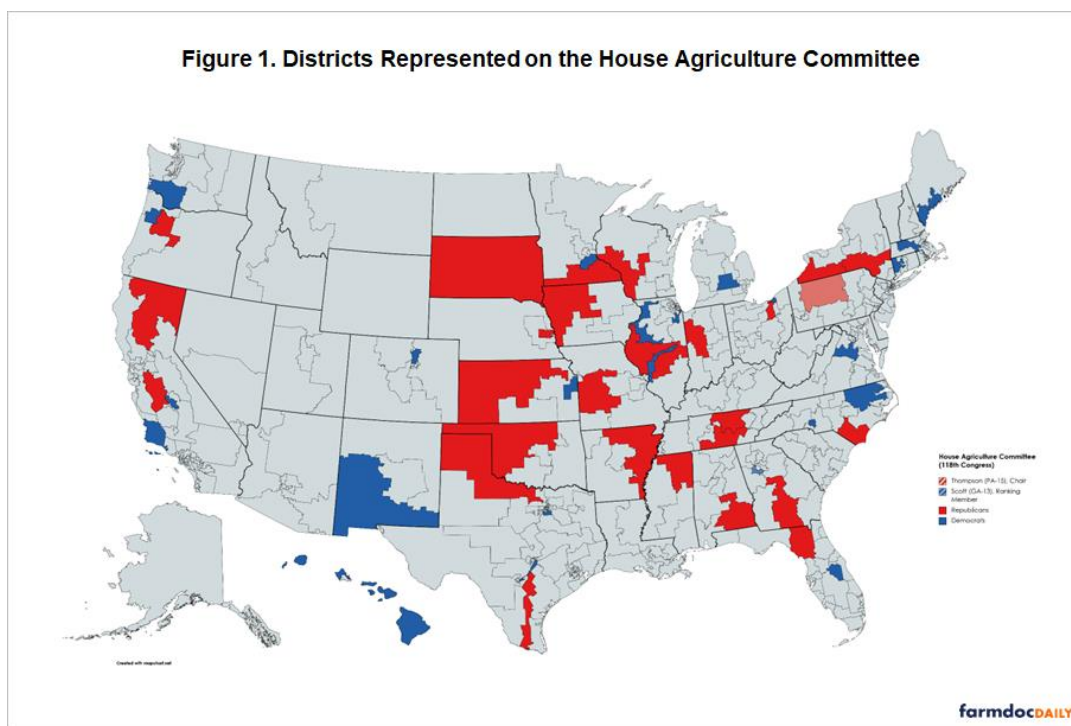 Figure 1. Districts Represented on the House Agriculture Committee
House Agriculture Committee
(118th Congress)
Thompson (PA-15), Chair
Scott (GA-13), Ranking
Member
Republicans
Democrats
Created with mapchart.net
farmdocDAILY